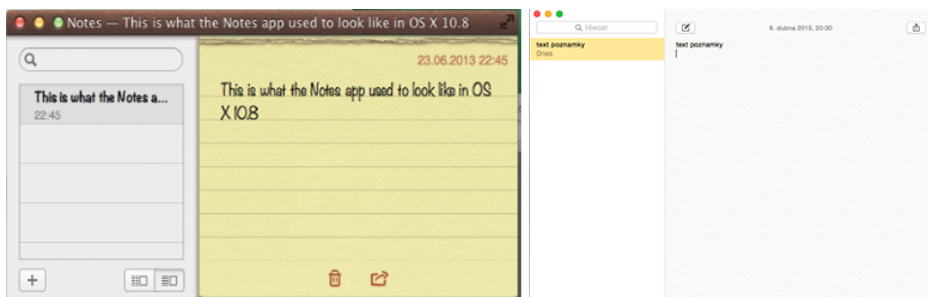 Notes — This is what the Notes app used to look like in OS X 10.8
This is what the Notes a...
22:45
23.06.2013 22:45
This is what the Notes app used to look like in OS
X 10.8
Hledat
text poznamky
Dnes
6. dubna 2015, 20:30
text poznamky